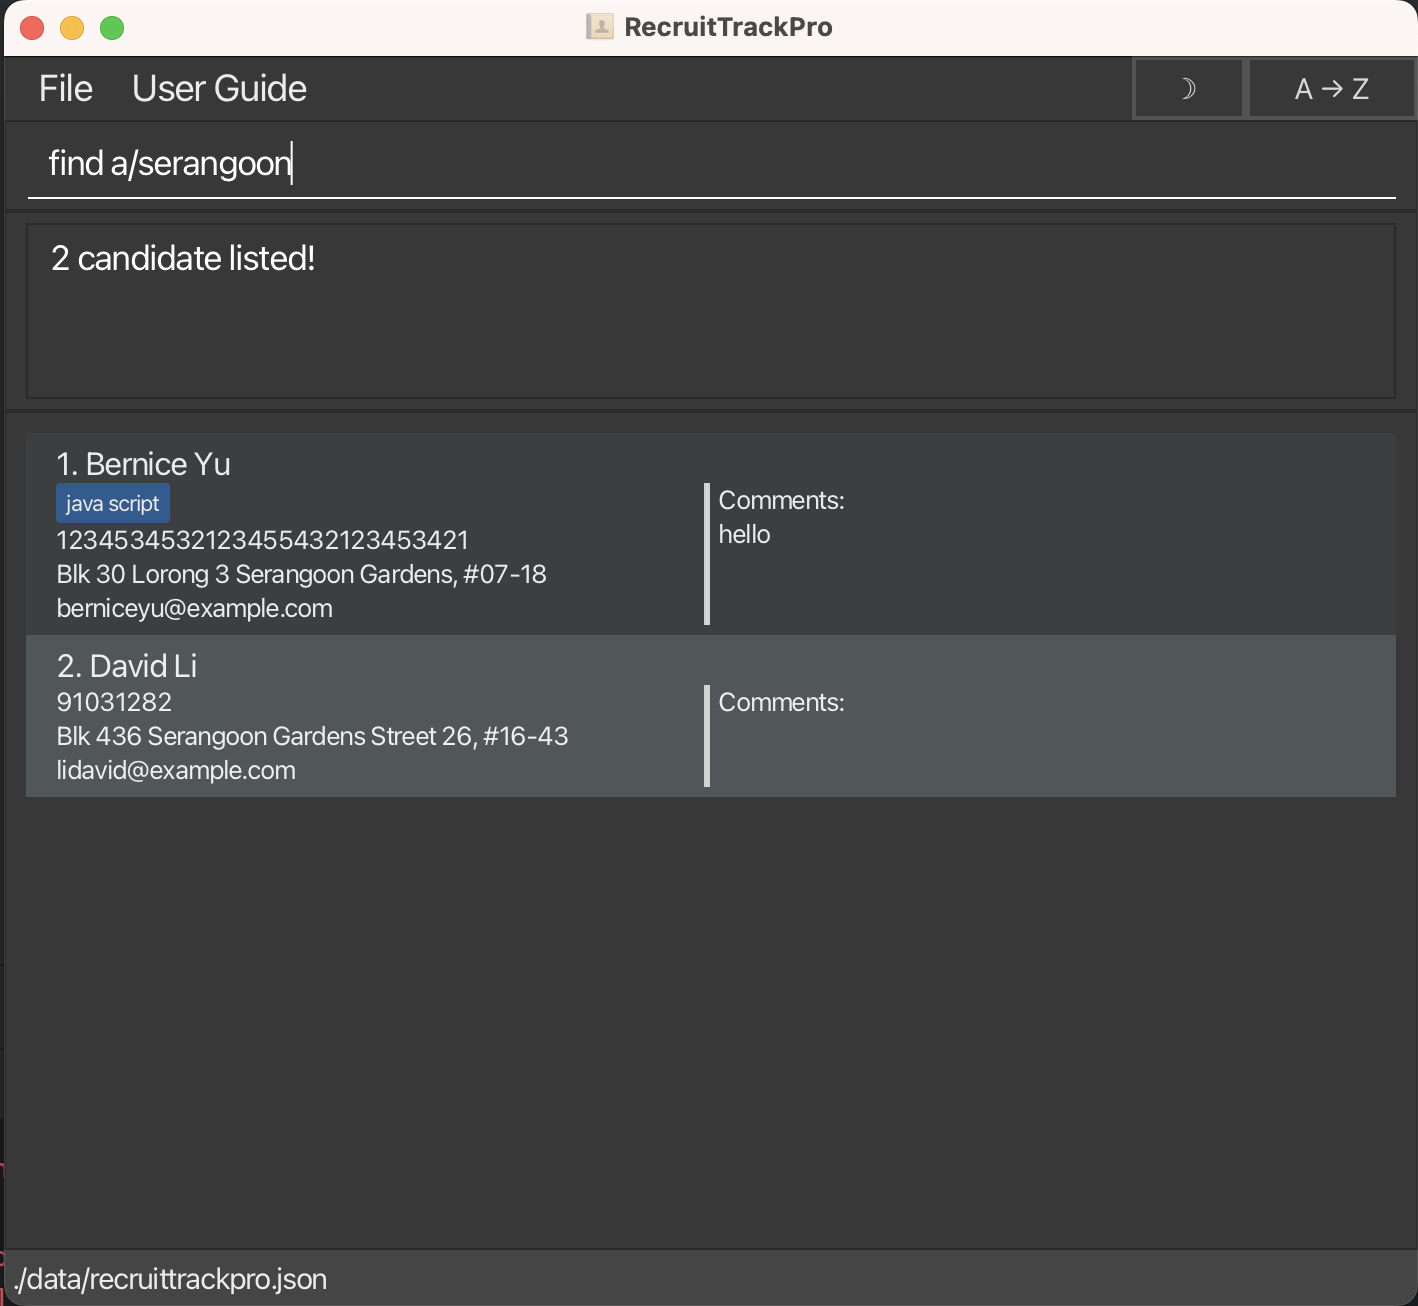 RecruitTrackPro
File User Guide ☽ A → Z
find a/serangoon
2 candidate listed!
1. Bernice Yu
java script
12345345321234554321234 53421
Blk 30 Lorong 3 Serangoon Gardens, #07-18
berniceyu@example.com
Comments:
hello
2. David Li
91031282
Blk 436 Serangoon Gardens Street 26, #16-43
lidavid@example.com
Comments:
./data/recruittrackpro.json